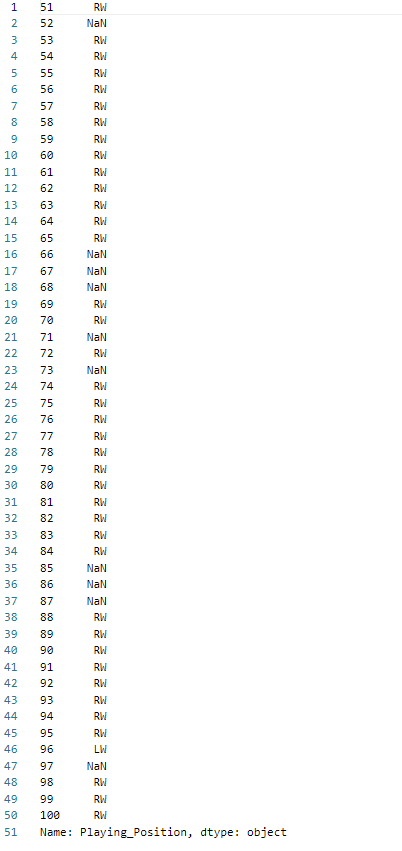 1 51 RW
2 52 NaN
3 53 RW
4 54 RW
5 55 RW
6 56 RW
7 57 RW
8 58 RW
9 59 RW
10 60 RW
11 61 RW
12 62 RW
13 63 RW
14 64 RW
15 65 RW
16 66 NaN
17 67 NaN
18 68 NaN
19 69 RW
20 70 RW
21 71 NaN
22 72 RW
23 73 NaN
24 74 RW
25 75 RW
26 76 RW
27 77 RW
28 78 RW
29 79 RW
30 80 RW
31 81 RW
32 82 RW
33 83 RW
34 84 RW
35 85 NaN
36 86 NaN
37 87 NaN
38 88 RW
39 89 RW
40 90 RW
41 91 RW
42 92 RW
43 93 RW
44 94 RW
45 95 RW
46 96 LW
47 97 NaN
48 98 RW
49 99 RW
50 100 RW
51 Name: Playing_Position, dtype: object